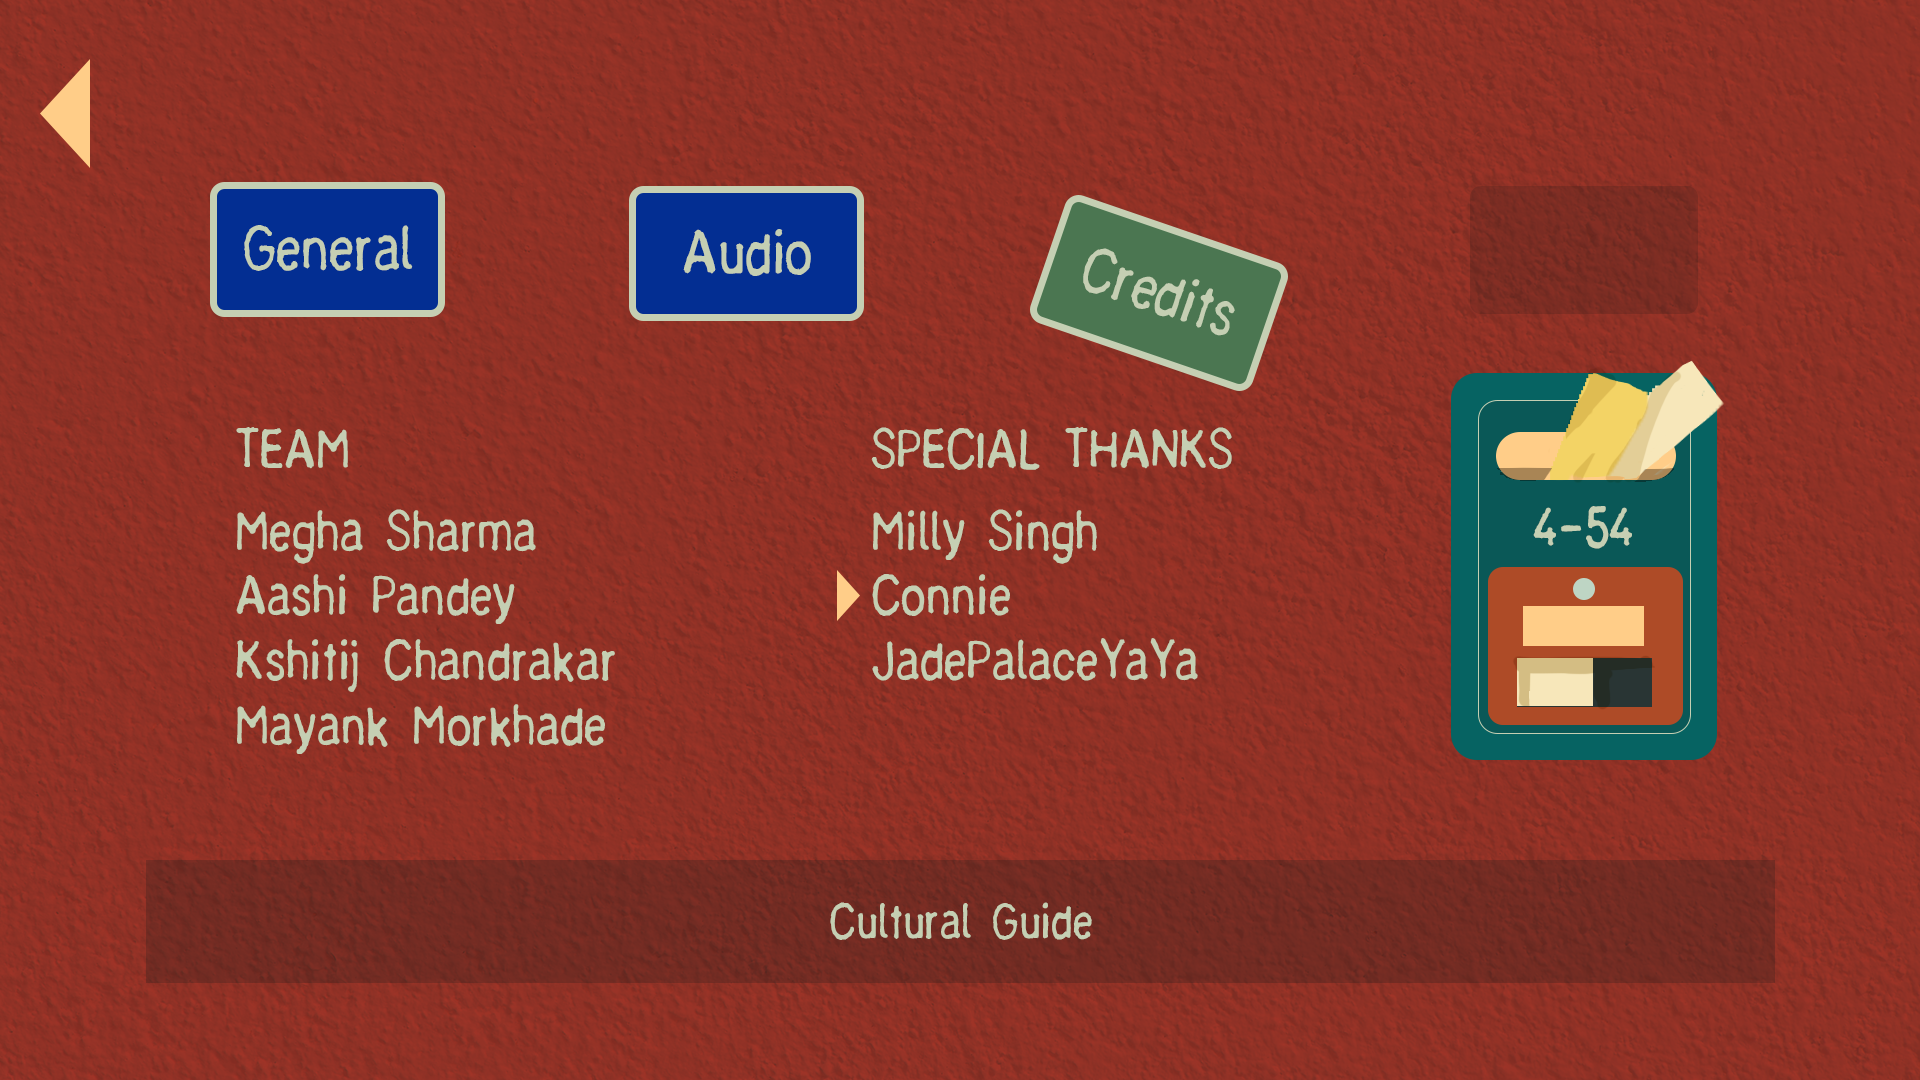 General
Audio
Credits
TEAM
Megha Sharma
Aashi Pandey
Kshitij Chandrakar
Mayank Morkhade
SPECIAL THANKS
Milly Singh
Connie
JadePalaceYaYa
4-54
Cultural Guide